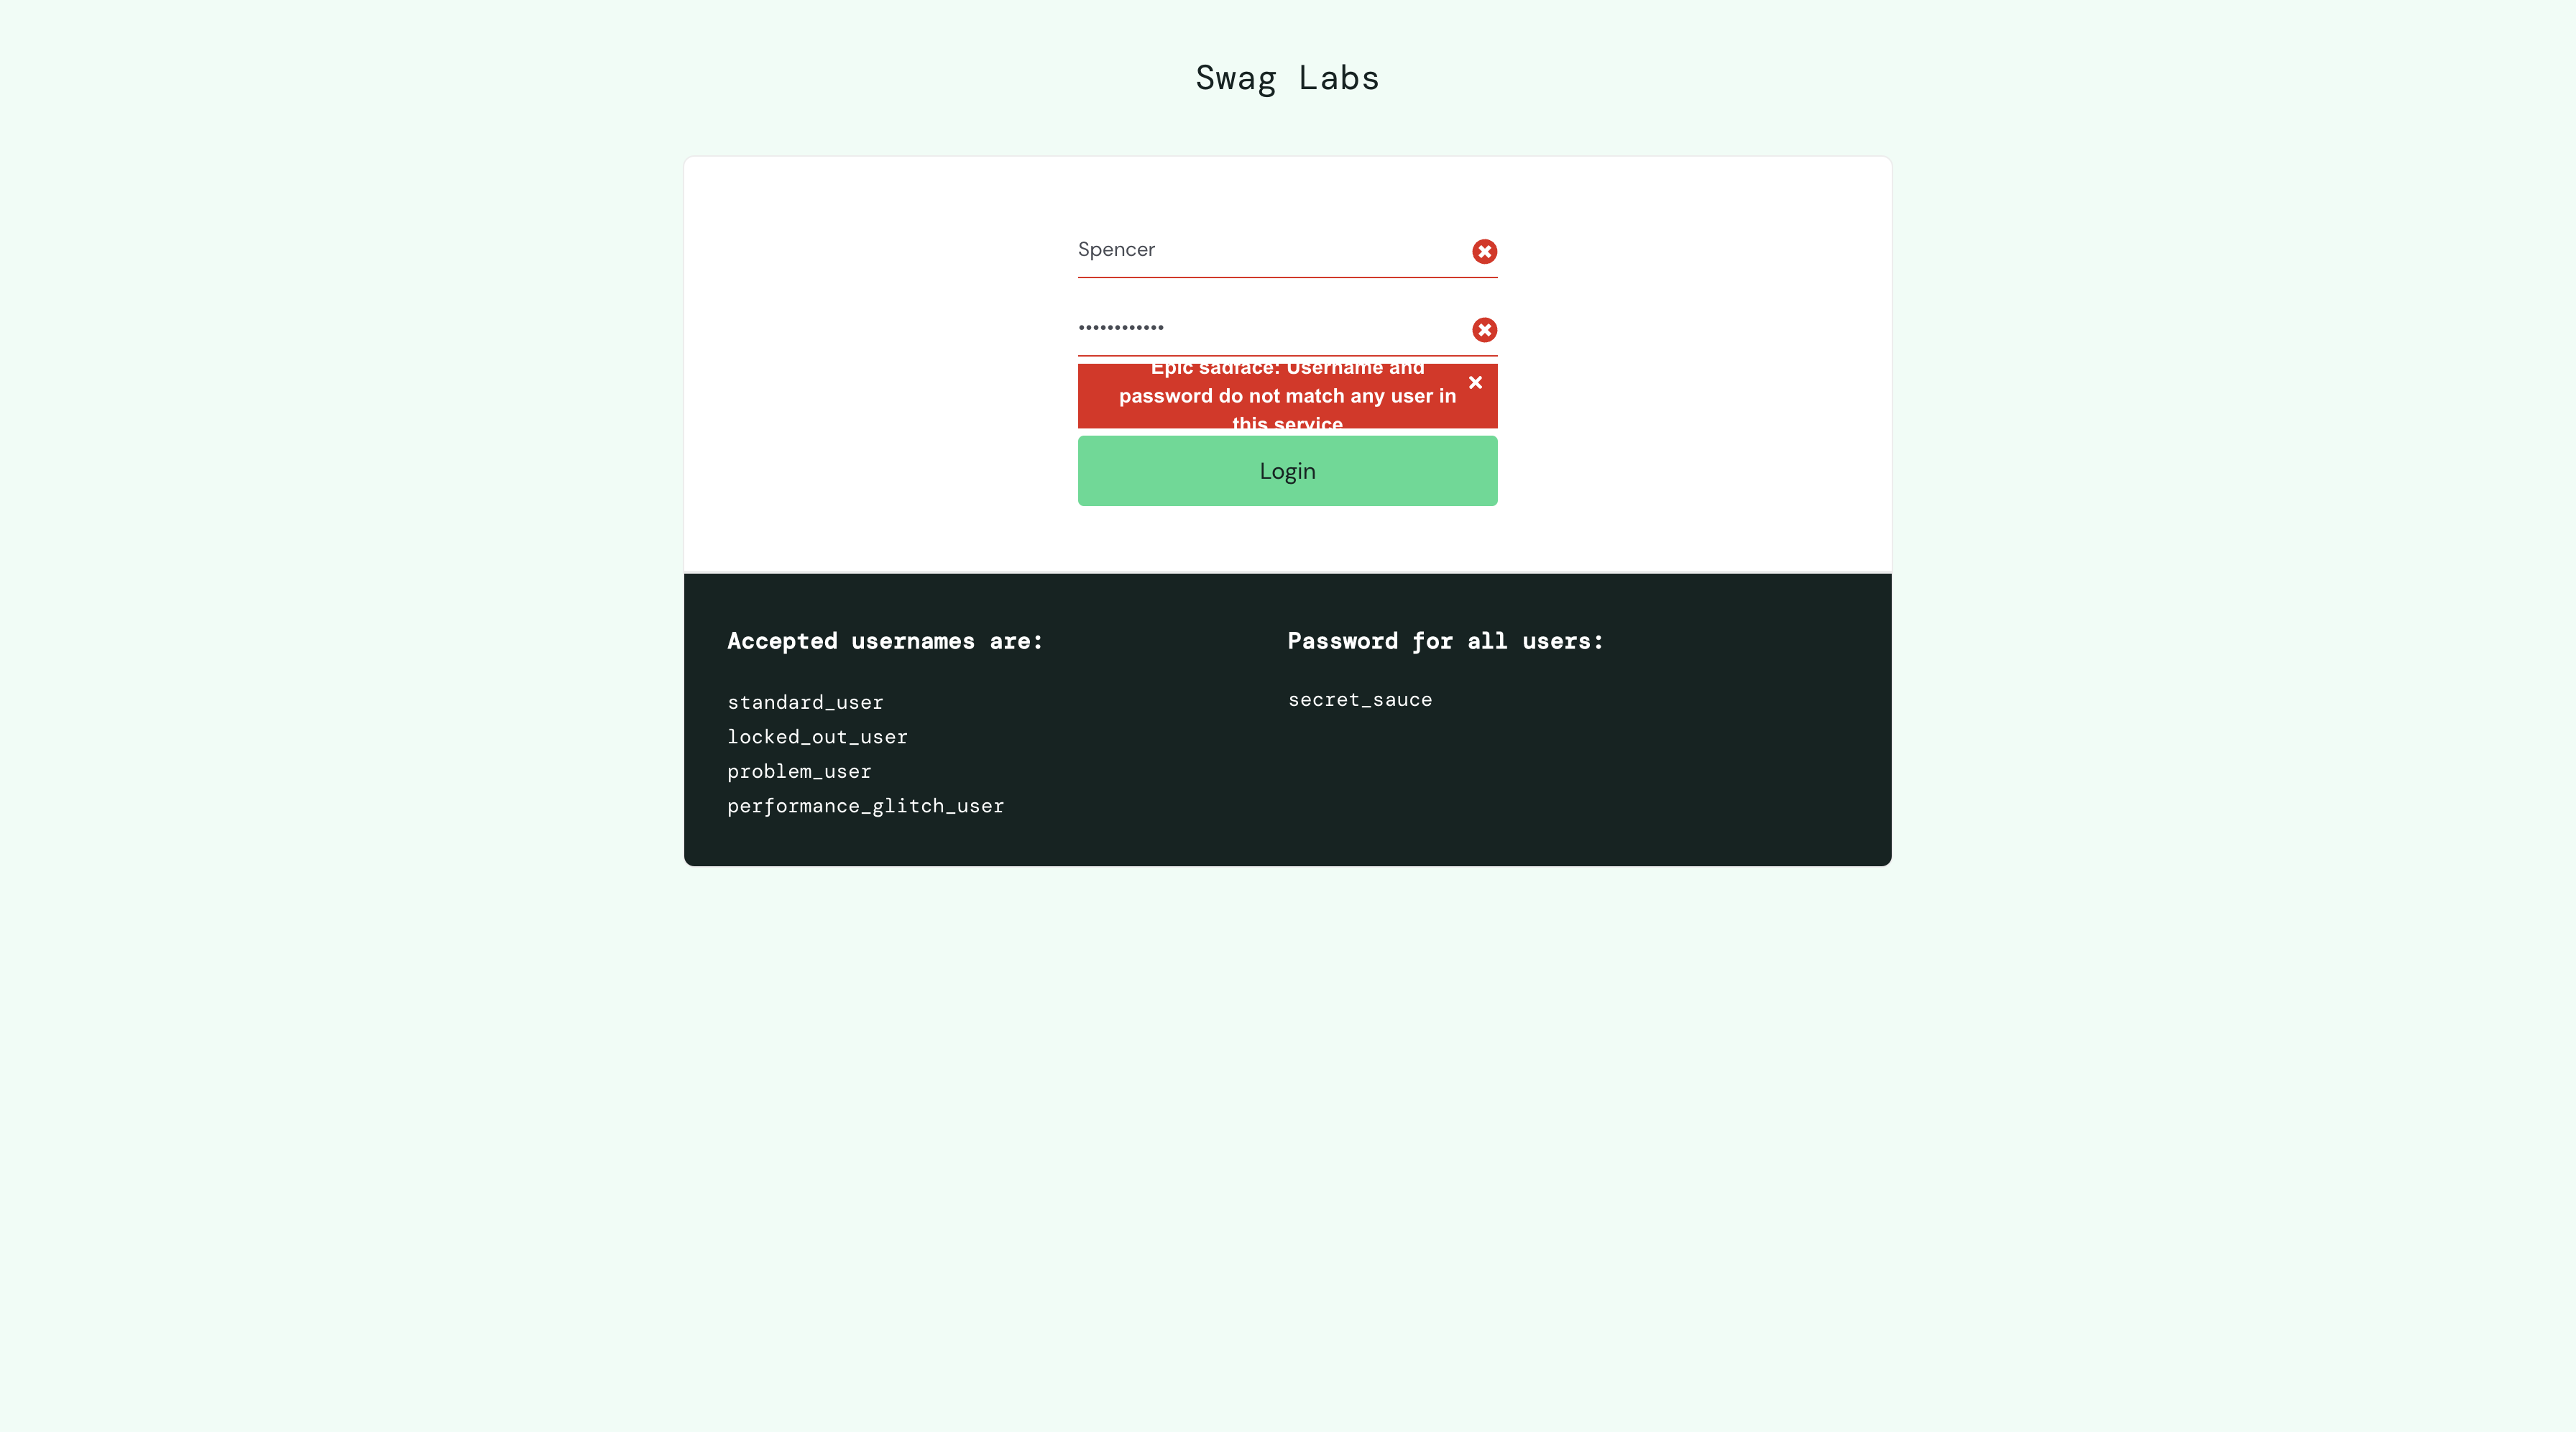 Swag Labs
Spencer
••••••••••••
Epic sadface: Username and
password do not match any user in
this service
Login
Accepted usernames are:
standard_user
locked_out_user
problem_user
performance_glitch_user
Password for all users:
secret_sauce